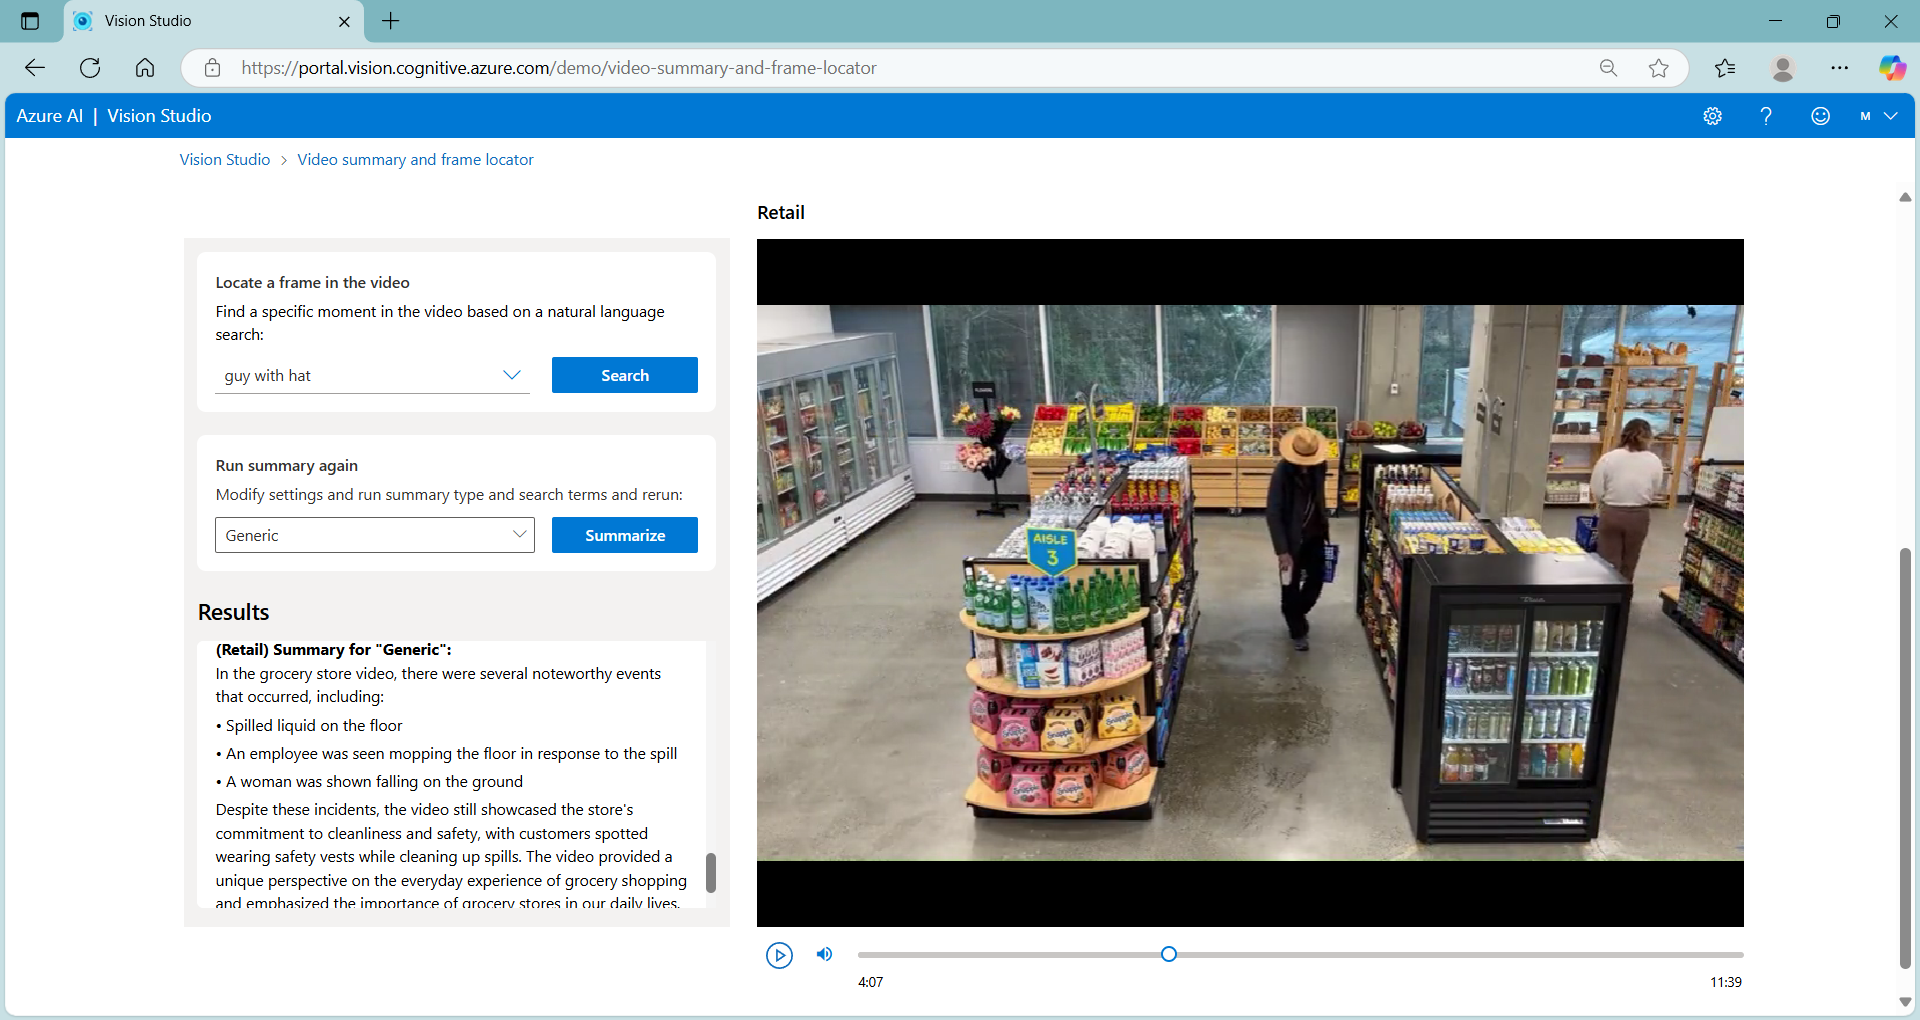 Vision Studio
https://portal.vision.cognitive.azure.com/demo/video-summary-and-frame-locator
Azure AI | Vision Studio
M
Vision Studio > Video summary and frame locator
Retail
Locate a frame in the video
Find a specific moment in the video based on a natural language
search:
guy with hat
Search
Run summary again
Modify settings and run summary type and search terms and rerun:
Generic
Summarize
Results
(Retail) Summary for "Generic":
In the grocery store video, there were several noteworthy events
that occurred, including:
• Spilled liquid on the floor
• An employee was seen mopping the floor in response to the spill
• A woman was shown falling on the ground
Despite these incidents, the video still showcased the store's
commitment to cleanliness and safety, with customers spotted
wearing safety vests while cleaning up spills. The video provided a
unique perspective on the everyday experience of grocery shopping
and emphasized the importance of grocery stores in our daily lives.
AISLE
3
Snapple
Snapple
Snapple
4:07
11:39